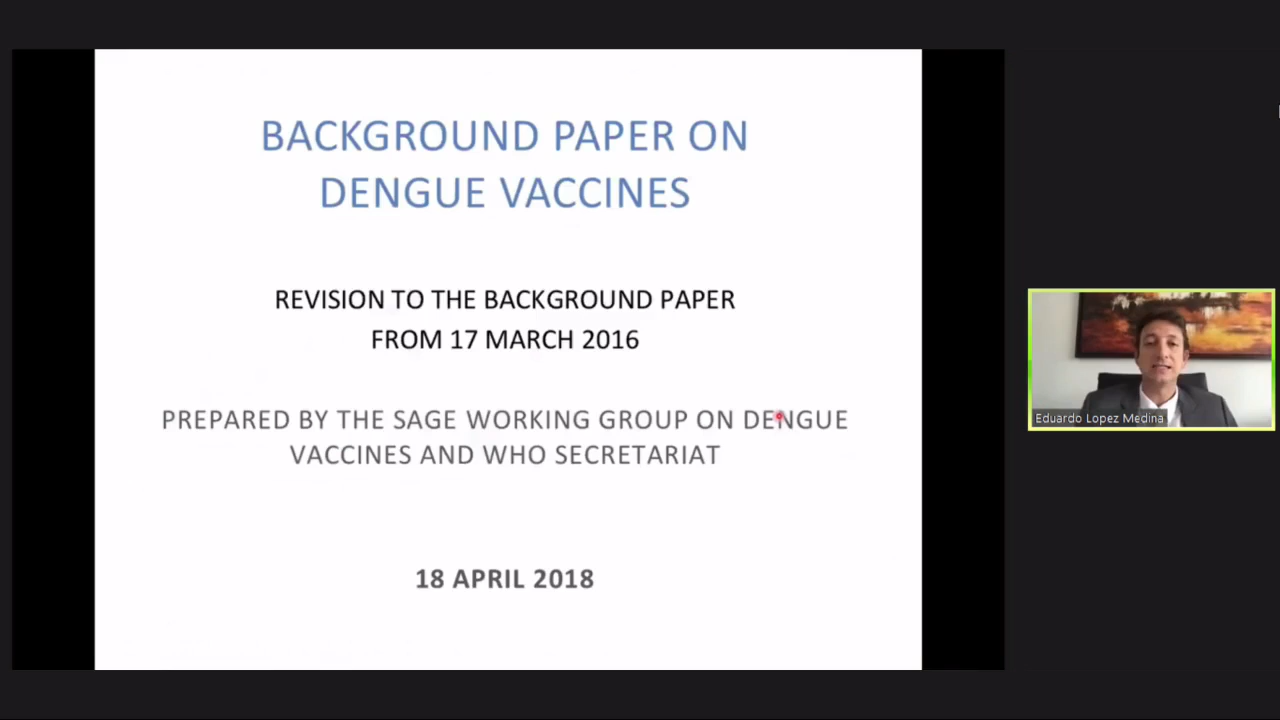 BACKGROUND PAPER ON
DENGUE VACCINES
REVISION TO THE BACKGROUND PAPER
FROM 17 MARCH 2016
PREPARED BY THE SAGE WORKING GROUP ON DENGUE
VACCINES AND WHO SECRETARIAT
18 APRIL 2018
Eduardo Lopez Medina